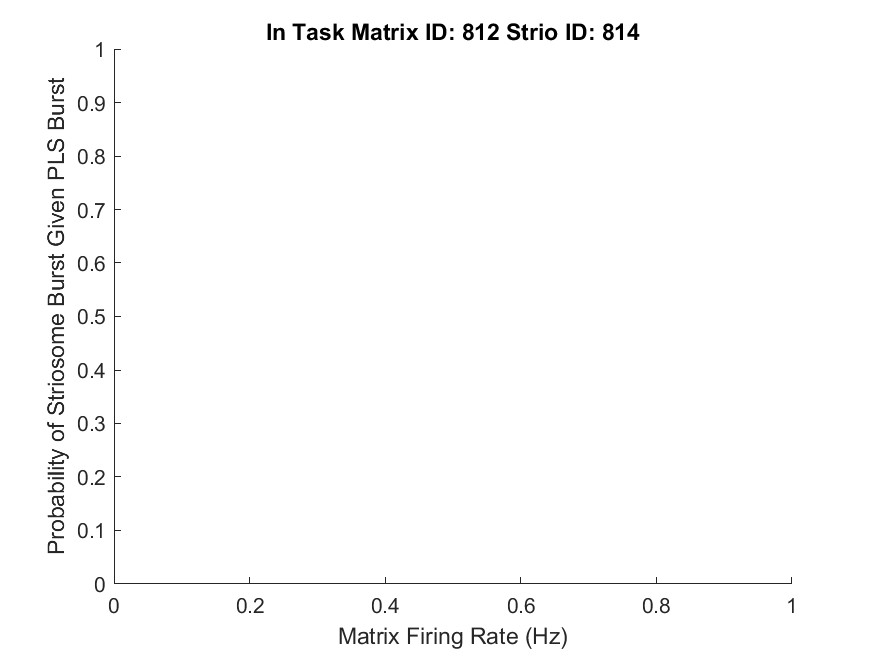 In Task Matrix ID: 812 Strio ID: 814
1
0.9
0.8
0.7
0.6
0.5
0.4
0.3
0.2
0.1
0
Probability of Striosome Burst Given PLS Burst
0 0.2 0.4 0.6 0.8 1
Matrix Firing Rate (Hz)